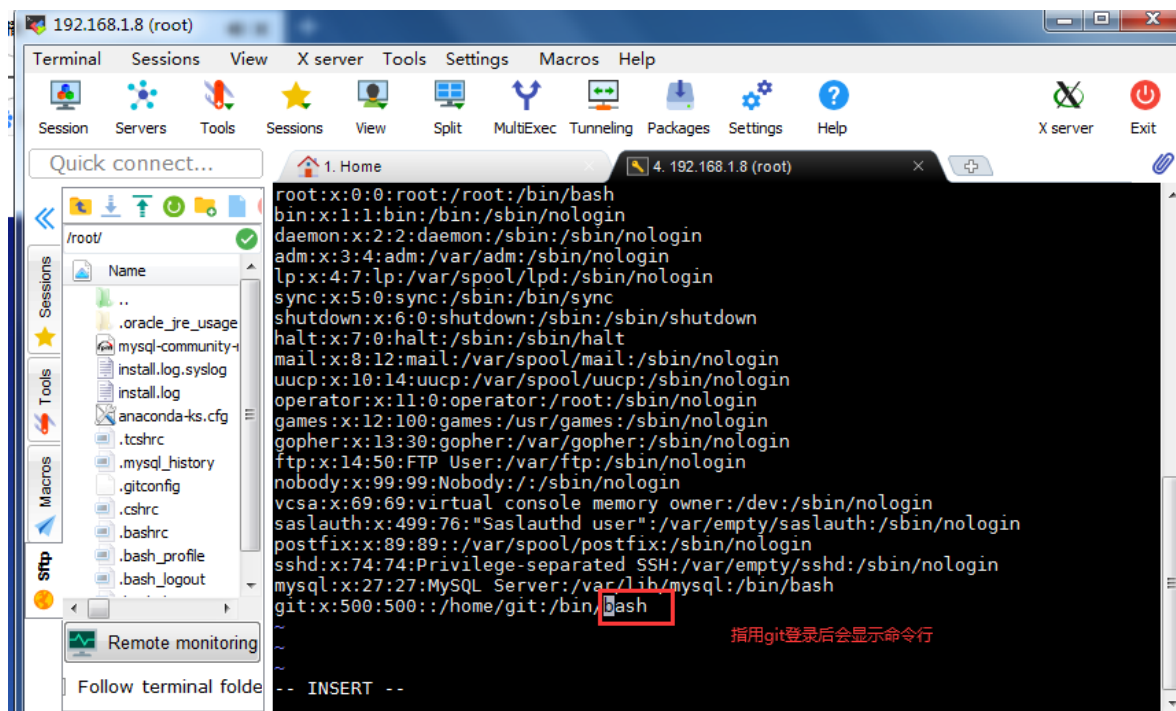 192.168.1.8 (root)
Terminal Sessions View X server Tools Settings Macros Help
Session Servers Tools Sessions View Split MultiExec Tunneling Packages Settings Help X server Exit
Quick connect...
1. Home
4. 192.168.1.8 (root)
/root/
Name
..
.oracle_jre_usage
mysql-community-
install.log.syslog
install.log
anaconda-ks.cfg
.tcshrc
.mysql_history
.gitconfig
.cshrc
.bashrc
.bash_profile
.bash_logout
Sessions
Tools
Macros
Sftp
Remote monitoring
Follow terminal folde
root:x:0:0:root:/root:/bin/bash
bin:x:1:1:bin:/bin:/sbin/nologin
daemon:x:2:2:daemon:/sbin:/sbin/nologin
adm:x:3:4:adm:/var/adm:/sbin/nologin
lp:x:4:7:lp:/var/spool/lpd:/sbin/nologin
sync:x:5:0:sync:/sbin:/bin/sync
shutdown:x:6:0:shutdown:/sbin:/sbin/shutdown
halt:x:7:0:halt:/sbin:/sbin/halt
mail:x:8:12:mail:/var/spool/mail:/sbin/nologin
uucp:x:10:14:uucp:/var/spool/uucp:/sbin/nologin
operator:x:11:0:operator:/root:/sbin/nologin
games:x:12:100:games:/usr/games:/sbin/nologin
gopher:x:13:30:gopher:/var/gopher:/sbin/nologin
ftp:x:14:50:FTP User:/var/ftp:/sbin/nologin
nobody:x:99:99:Nobody:/:/sbin/nologin
vcsa:x:69:69:virtual console memory owner:/dev:/sbin/nologin
saslauth:x:499:76:"Saslauthd user":/var/empty/saslauth:/sbin/nologin
postfix:x:89:89::/var/spool/postfix:/sbin/nologin
sshd:x:74:74:Privilege-separated SSH:/var/empty/sshd:/sbin/nologin
mysql:x:27:27:MySQL Server:/var/lib/mysql:/bin/bash
git:x:500:500::/home/git:/bin/bash
~
指用git登录后会显示命令行
~
~
-- INSERT --